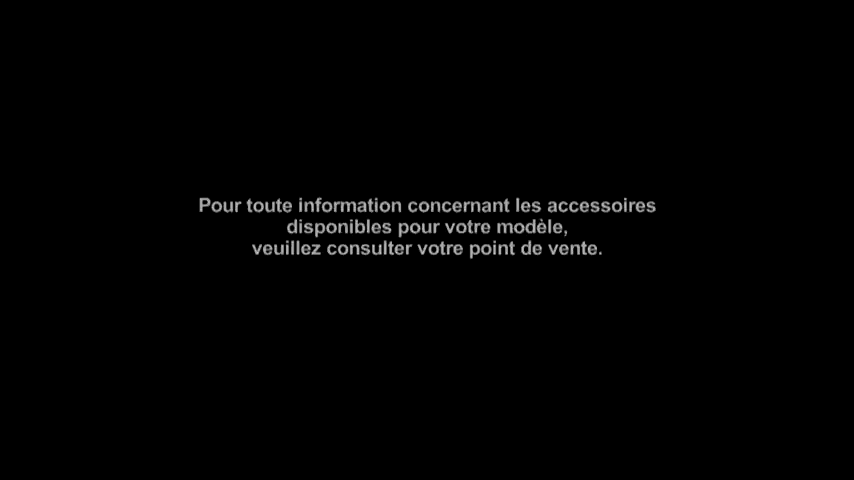 Pour toute information concernant les accessoires
disponibles pour votre modèle,
veuillez consulter votre point de vente.